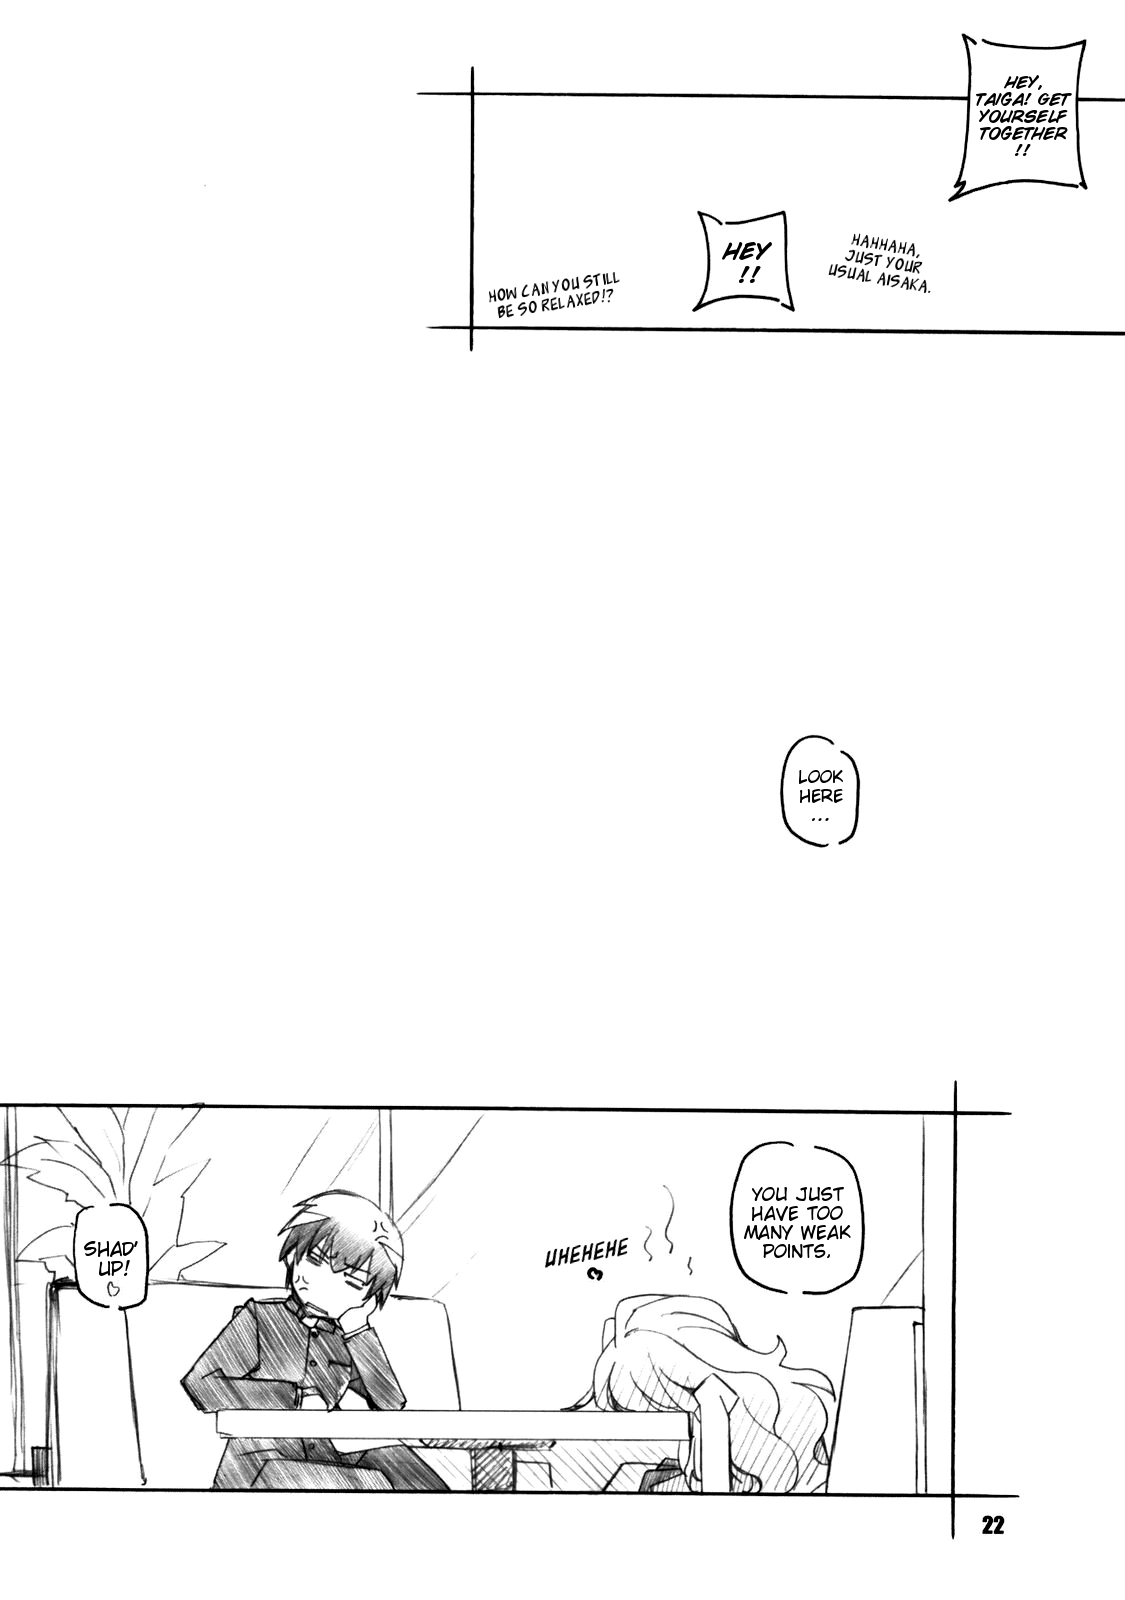 HEY,
TAIGA! GET
YOURSELF
TOGETHER
!!
HAHHAHA,
JUST YOUR
USUAL AISAKA.
HEY
!!
HOW CAN YOU STILL
BE SO RELAXED!?
LOOK
HERE
...
YOU JUST
HAVE TOO
MANY WEAK
POINTS.
UHEHEHE
SHAD'
UP!
22